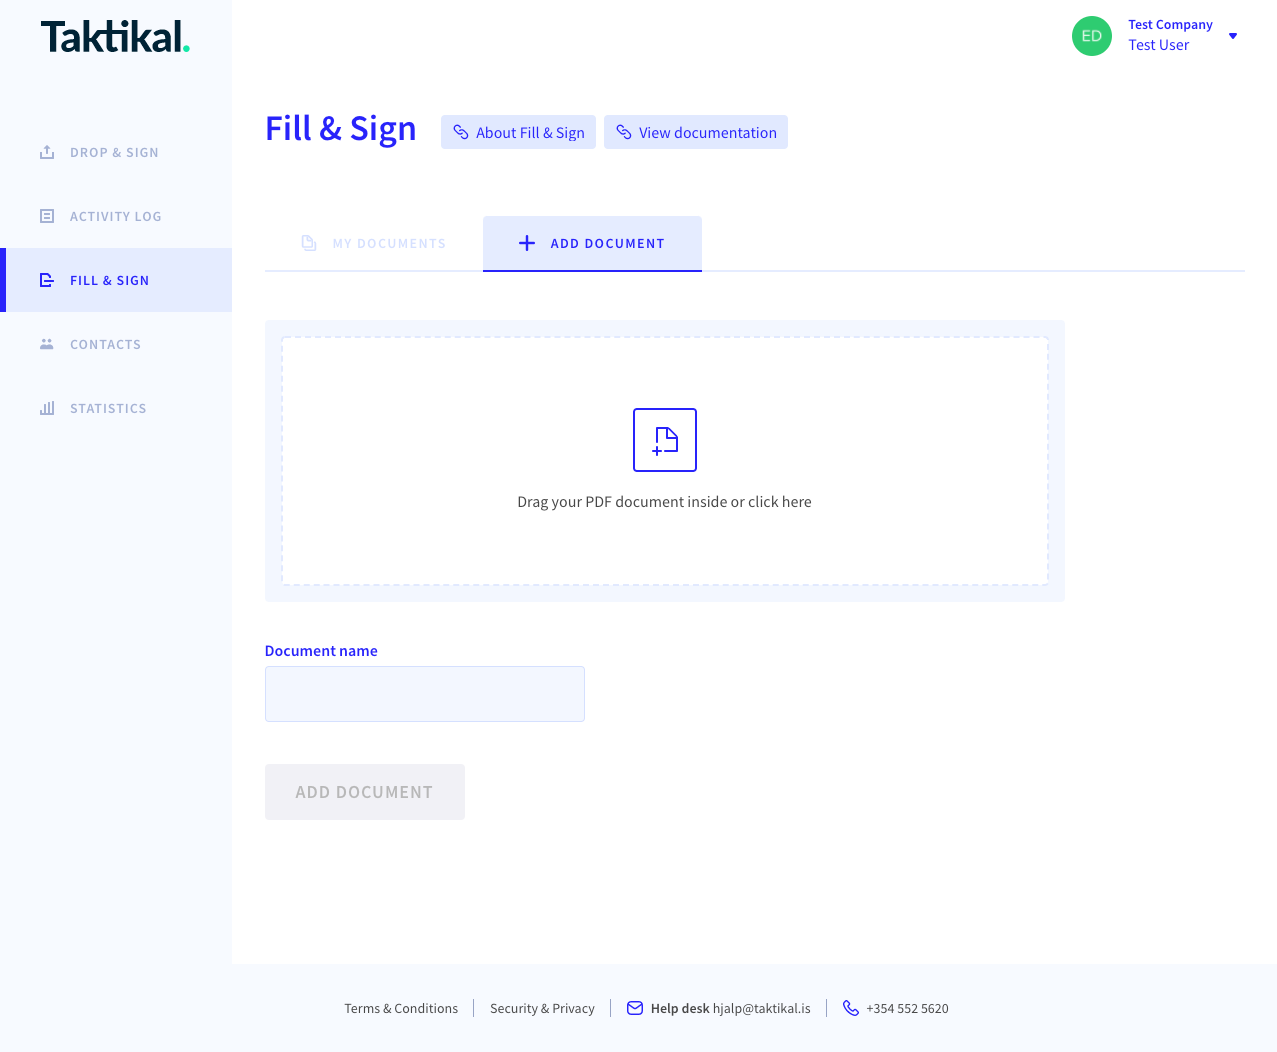 Taktikal.
ED
Test Company
Test User
DROP & SIGN
ACTIVITY LOG
FILL & SIGN
CONTACTS
STATISTICS
Fill & Sign
About Fill & Sign
View documentation
MY DOCUMENTS
ADD DOCUMENT
Drag your PDF document inside or click here
Document name
ADD DOCUMENT
Terms & Conditions
Security & Privacy
Help desk hjalp@taktikal.is
+354 552 5620